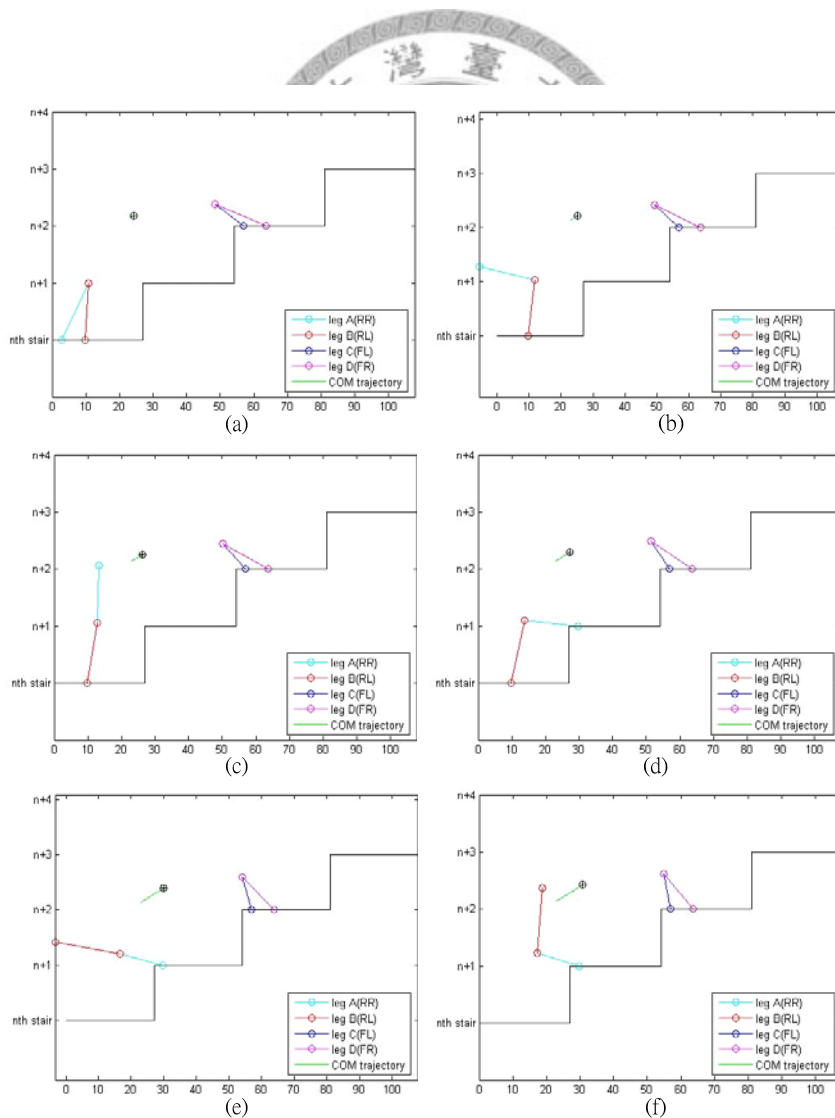 灣 臺
n+4
n+3
n+2
n+1
nth stair
0 10 20 30 40 50 60 70 80 90 100
leg A(RR)
leg B(RL)
leg C(FL)
leg D(FR)
COM trajectory
(a)
n+4
n+3
n+2
n+1
nth stair
0 10 20 30 40 50 60 70 80 90 100
leg A(RR)
leg B(RL)
leg C(FL)
leg D(FR)
COM trajectory
(b)
n+4
n+3
n+2
n+1
nth stair
0 10 20 30 40 50 60 70 80 90 100
leg A(RR)
leg B(RL)
leg C(FL)
leg D(FR)
COM trajectory
(c)
n+4
n+3
n+2
n+1
nth stair
0 10 20 30 40 50 60 70 80 90 100
leg A(RR)
leg B(RL)
leg C(FL)
leg D(FR)
COM trajectory
(d)
n+4
n+3
n+2
n+1
nth stair
0 10 20 30 40 50 60 70 80 90 100
leg A(RR)
leg B(RL)
leg C(FL)
leg D(FR)
COM trajectory
(e)
n+4
n+3
n+2
n+1
nth stair
0 10 20 30 40 50 60 70 80 90 100
leg A(RR)
leg B(RL)
leg C(FL)
leg D(FR)
COM trajectory
(f)